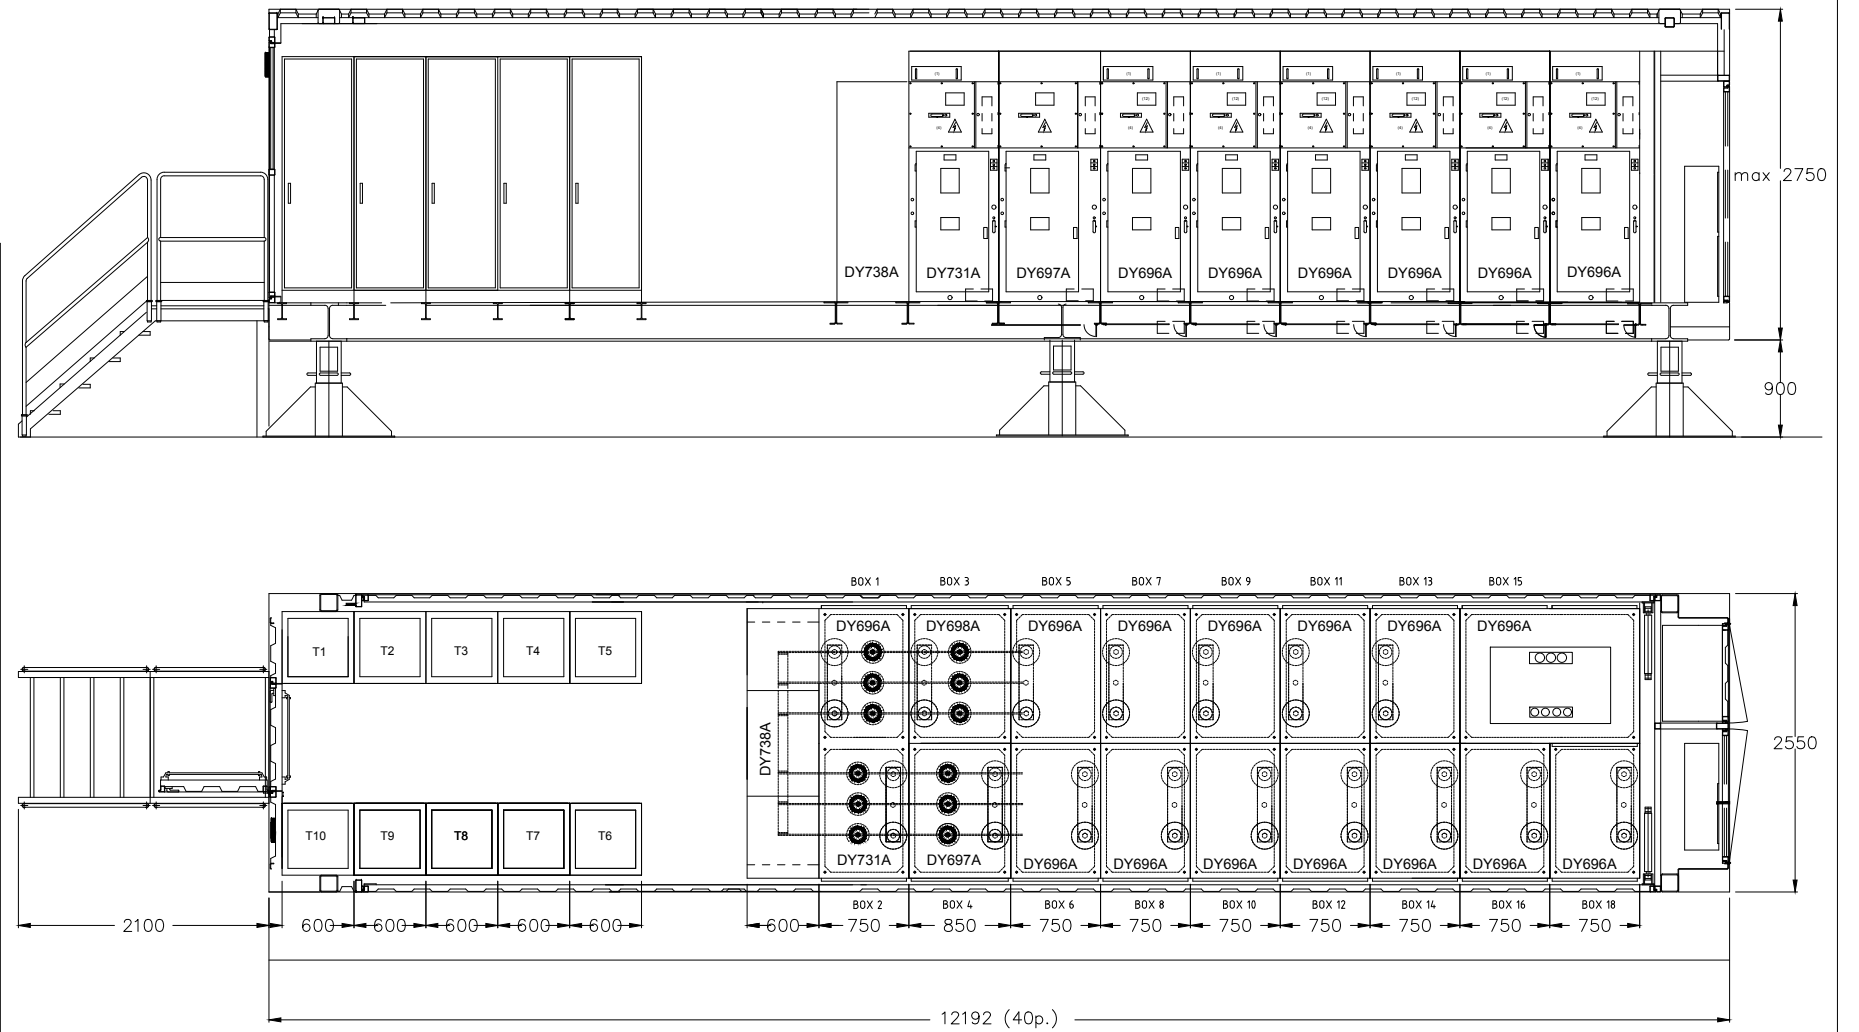 max 2750
DY738A DY731A DY697A DY696A DY696A DY696A DY696A DY696A DY696A
900
BOX 1 BOX 3 BOX 5 BOX 7 BOX 9 BOX 11 BOX 13 BOX 15
DY696A DY698A DY696A DY696A DY696A DY696A DY696A DY696A
T1 T2 T3 T4 T5
DY738A
2550
T10 T9 T8 T7 T6
DY731A DY697A DY696A DY696A DY696A DY696A DY696A DY696A DY696A
BOX 2 BOX 4 BOX 6 BOX 8 BOX 10 BOX 12 BOX 14 BOX 16 BOX 18
2100 600 600 600 600 600 600 750 850 750 750 750 750 750 750 750
12192 (40p.)